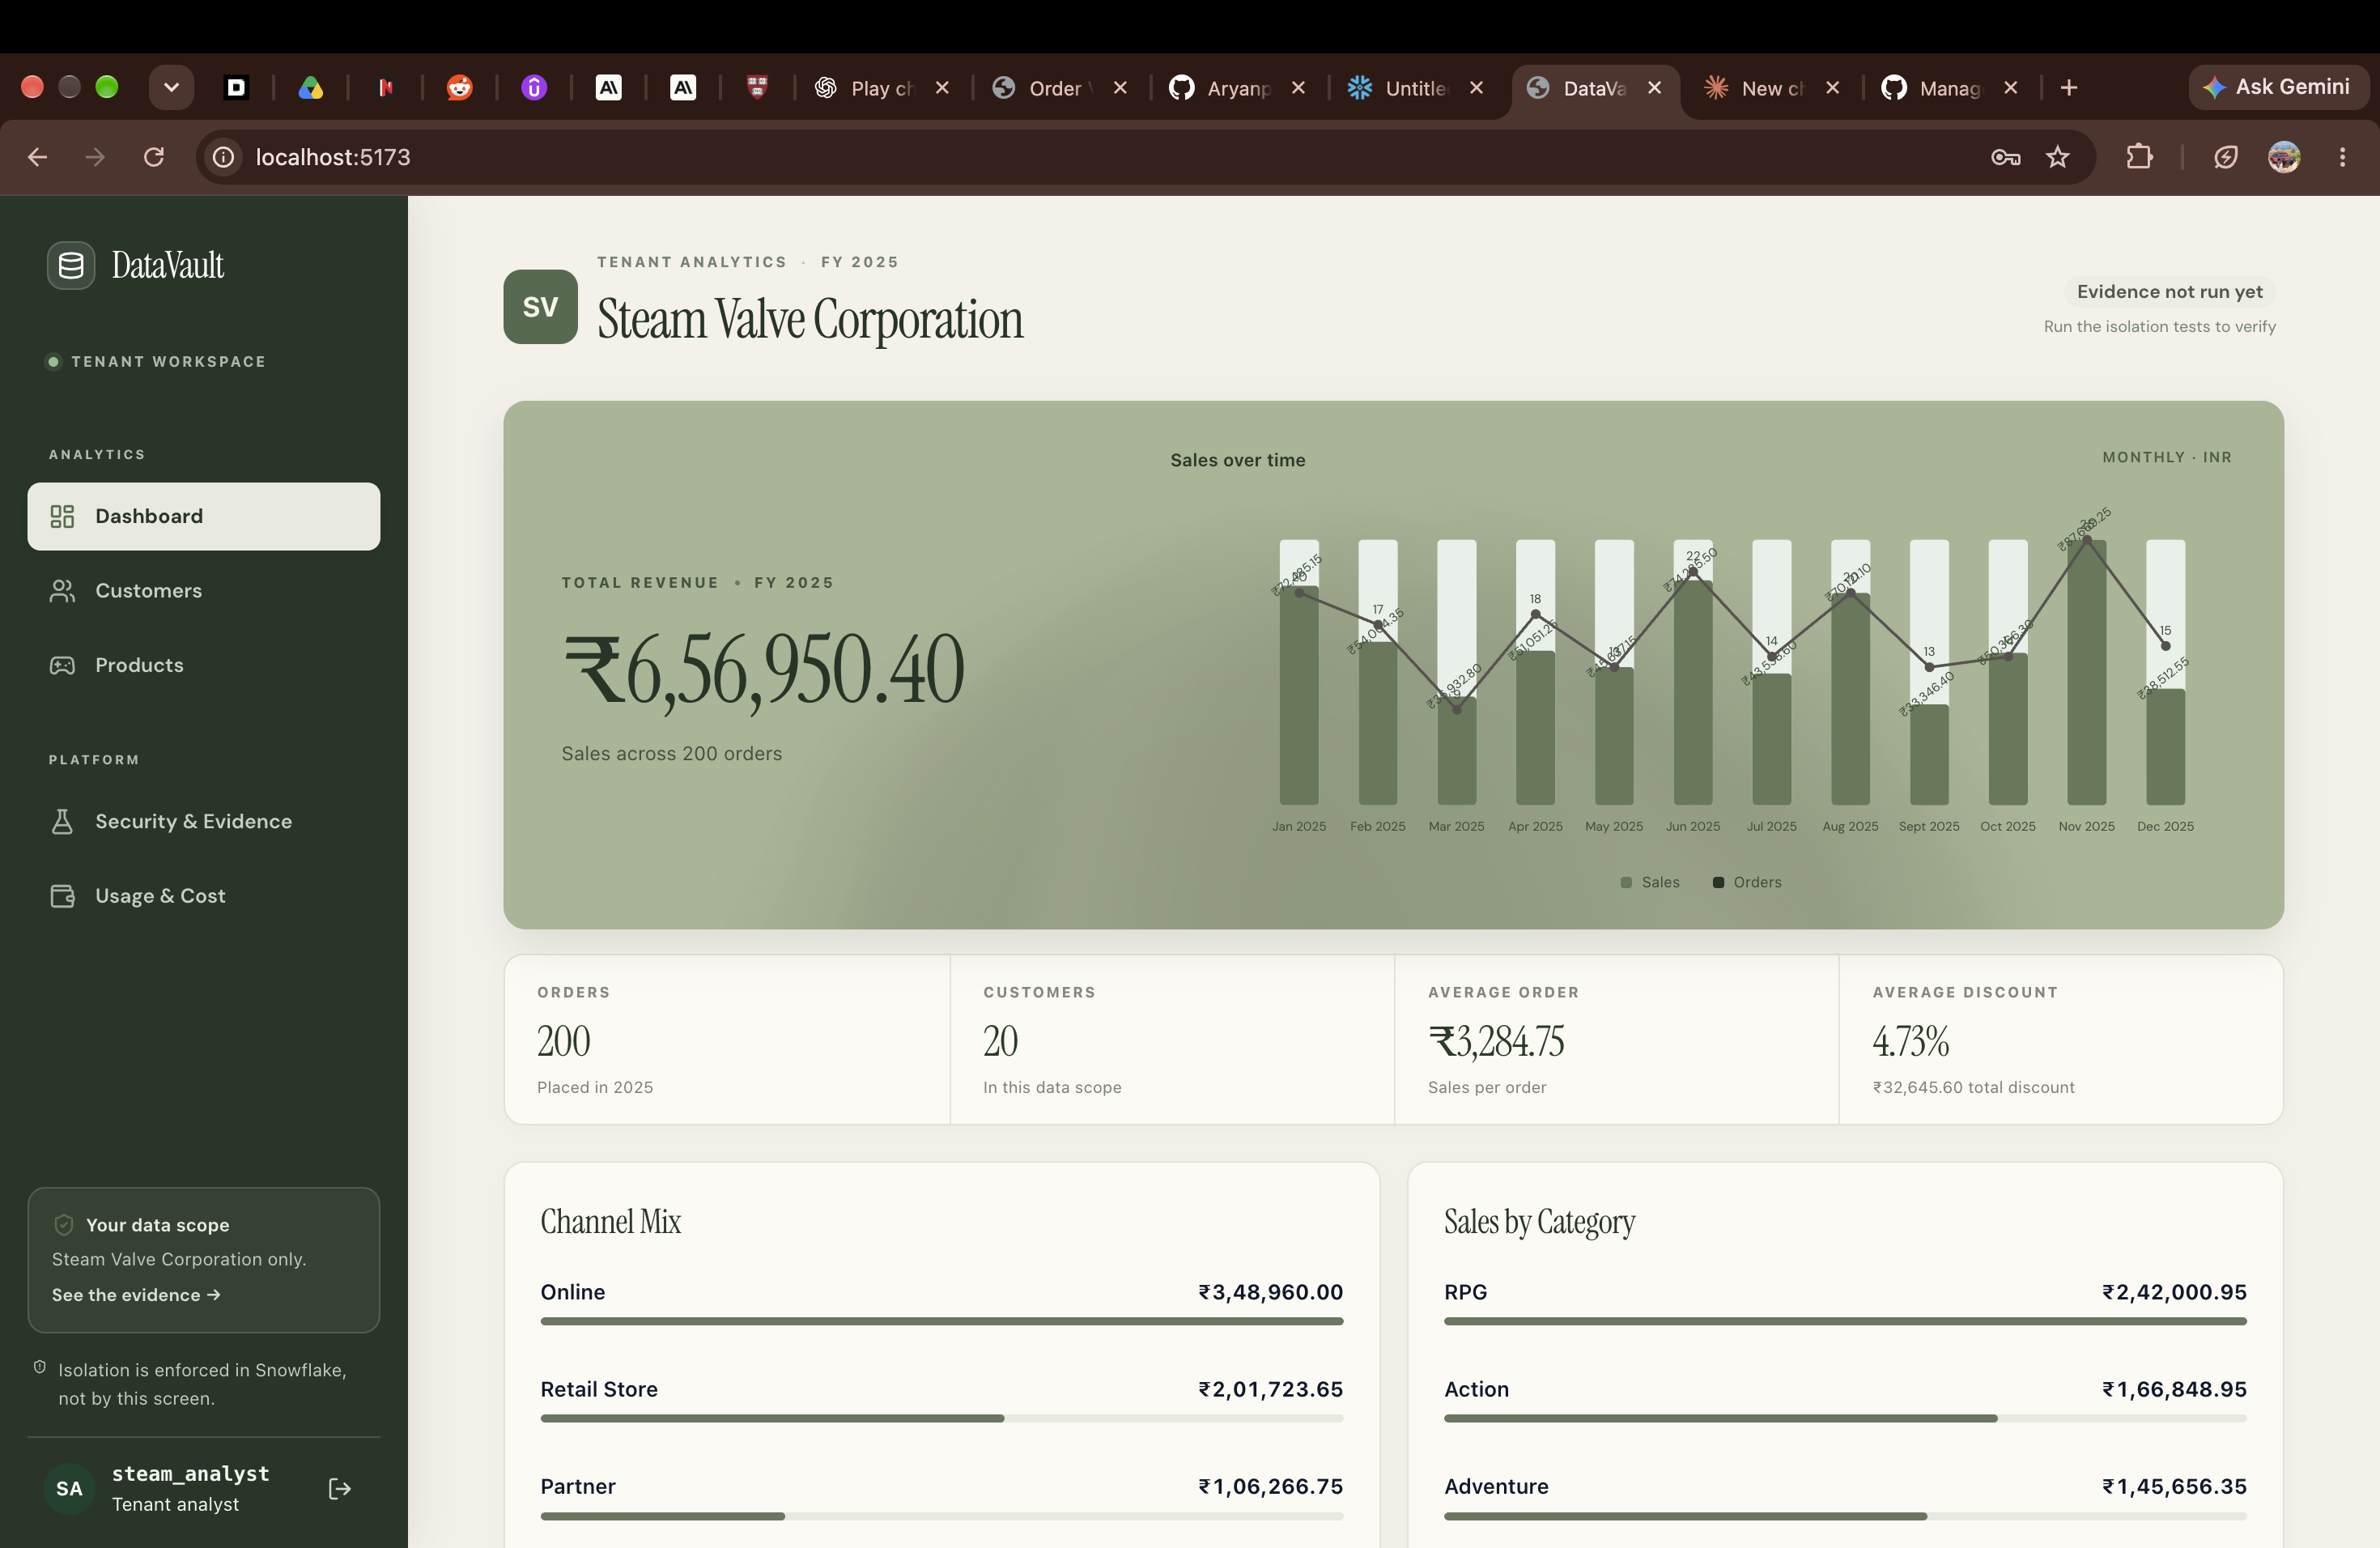 Play ch
Order
Aryanp
Untitle
DataVa
New ch
Manag
Ask Gemini
localhost:5173
DataVault
TENANT WORKSPACE
ANALYTICS
Dashboard
Customers
Products
PLATFORM
Security & Evidence
Usage & Cost
Your data scope
Steam Valve Corporation only.
See the evidence →
Isolation is enforced in Snowflake,
not by this screen.
SA
steam_analyst
Tenant analyst
TENANT ANALYTICS · FY 2025
SV
Steam Valve Corporation
Evidence not run yet
Run the isolation tests to verify
Sales over time
MONTHLY · INR
TOTAL REVENUE • FY 2025
₹6,56,950.40
Sales across 200 orders
17
18
22
14
13
15
₹33,346.40
₹38,512.55
Jan 2025
Feb 2025
Mar 2025
Apr 2025
May 2025
Jun 2025
Jul 2025
Aug 2025
Sept 2025
Oct 2025
Nov 2025
Dec 2025
Sales
Orders
ORDERS
200
Placed in 2025
CUSTOMERS
20
In this data scope
AVERAGE ORDER
₹3,284.75
Sales per order
AVERAGE DISCOUNT
4.73%
₹32,645.60 total discount
Channel Mix
Online
₹3,48,960.00
Retail Store
₹2,01,723.65
Partner
₹1,06,266.75
Sales by Category
RPG
₹2,42,000.95
Action
₹1,66,848.95
Adventure
₹1,45,656.35